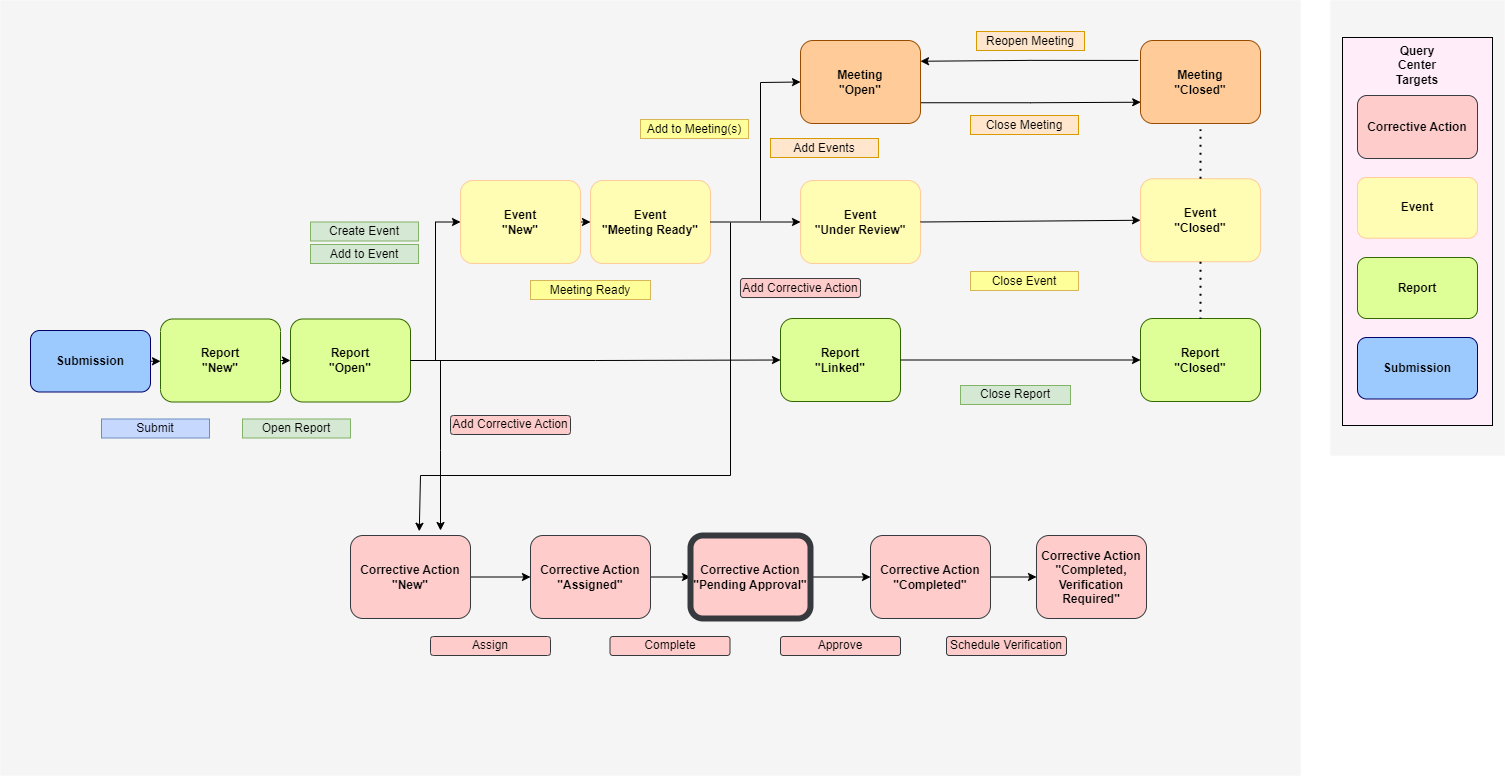 Reopen Meeting
Meeting
"Open"
Meeting
"Closed"
Add to Meeting(s)
Close Meeting
Add Events
Event
"New"
Event
"Meeting Ready"
Event
"Under Review"
Event
"Closed"
Create Event
Add to Event
Meeting Ready
Add Corrective Action
Close Event
Submission
Report
"New"
Report
"Open"
Report
"Linked"
Report
"Closed"
Close Report
Submit
Open Report
Add Corrective Action
Corrective Action
"New"
Corrective Action
"Assigned"
Corrective Action
"Pending Approval"
Corrective Action
"Completed"
Corrective Action
"Completed,
Verification
Required"
Assign
Complete
Approve
Schedule Verification
Query
Center
Targets
Corrective Action
Event
Report
Submission